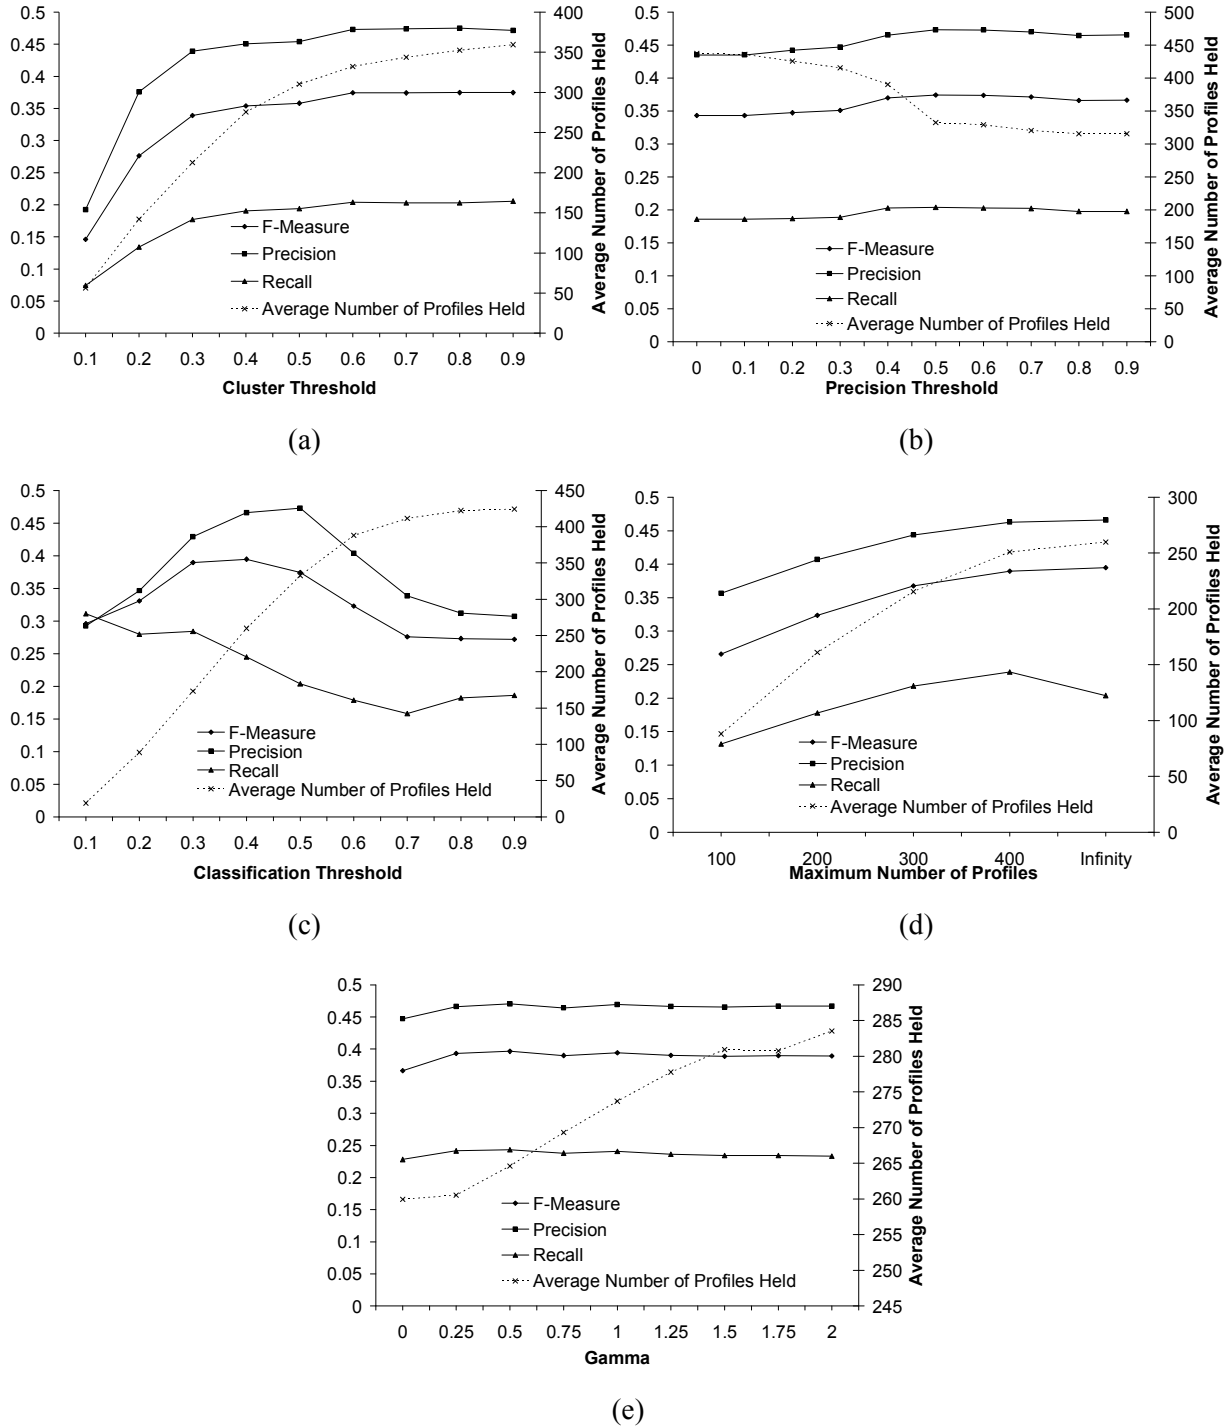 0.5
0.45
0.4
0.35
0.3
0.25
0.2
0.15
0.1
0.05
0
400
350
300
250
200
150
100
50
0
Average Number of Profiles Held
F-Measure
Precision
Recall
Average Number of Profiles Held
0.1 0.2 0.3 0.4 0.5 0.6 0.7 0.8 0.9
Cluster Threshold
(a)
0.5
0.45
0.4
0.35
0.3
0.25
0.2
0.15
0.1
0.05
0
500
450
400
350
300
250
200
150
100
50
0
Average Number of Profiles Held
F-Measure
Precision
Recall
Average Number of Profiles Held
0 0.1 0.2 0.3 0.4 0.5 0.6 0.7 0.8 0.9
Precision Threshold
(b)
0.5
0.45
0.4
0.35
0.3
0.25
0.2
0.15
0.1
0.05
0
450
400
350
300
250
200
150
100
50
0
Average Number of Profiles Held
F-Measure
Precision
Recall
Average Number of Profiles Held
0.1 0.2 0.3 0.4 0.5 0.6 0.7 0.8 0.9
Classification Threshold
(c)
0.5
0.45
0.4
0.35
0.3
0.25
0.2
0.15
0.1
0.05
0
300
250
200
150
100
50
0
Average Number of Profiles Held
F-Measure
Precision
Recall
Average Number of Profiles Held
100 200 300 400 Infinity
Maximum Number of Profiles
(d)
0.5
0.45
0.4
0.35
0.3
0.25
0.2
0.15
0.1
0.05
0
290
285
280
275
270
265
260
255
250
245
Average Number of Profiles Held
F-Measure
Precision
Recall
Average Number of Profiles Held
0 0.25 0.5 0.75 1 1.25 1.5 1.75 2
Gamma
(e)